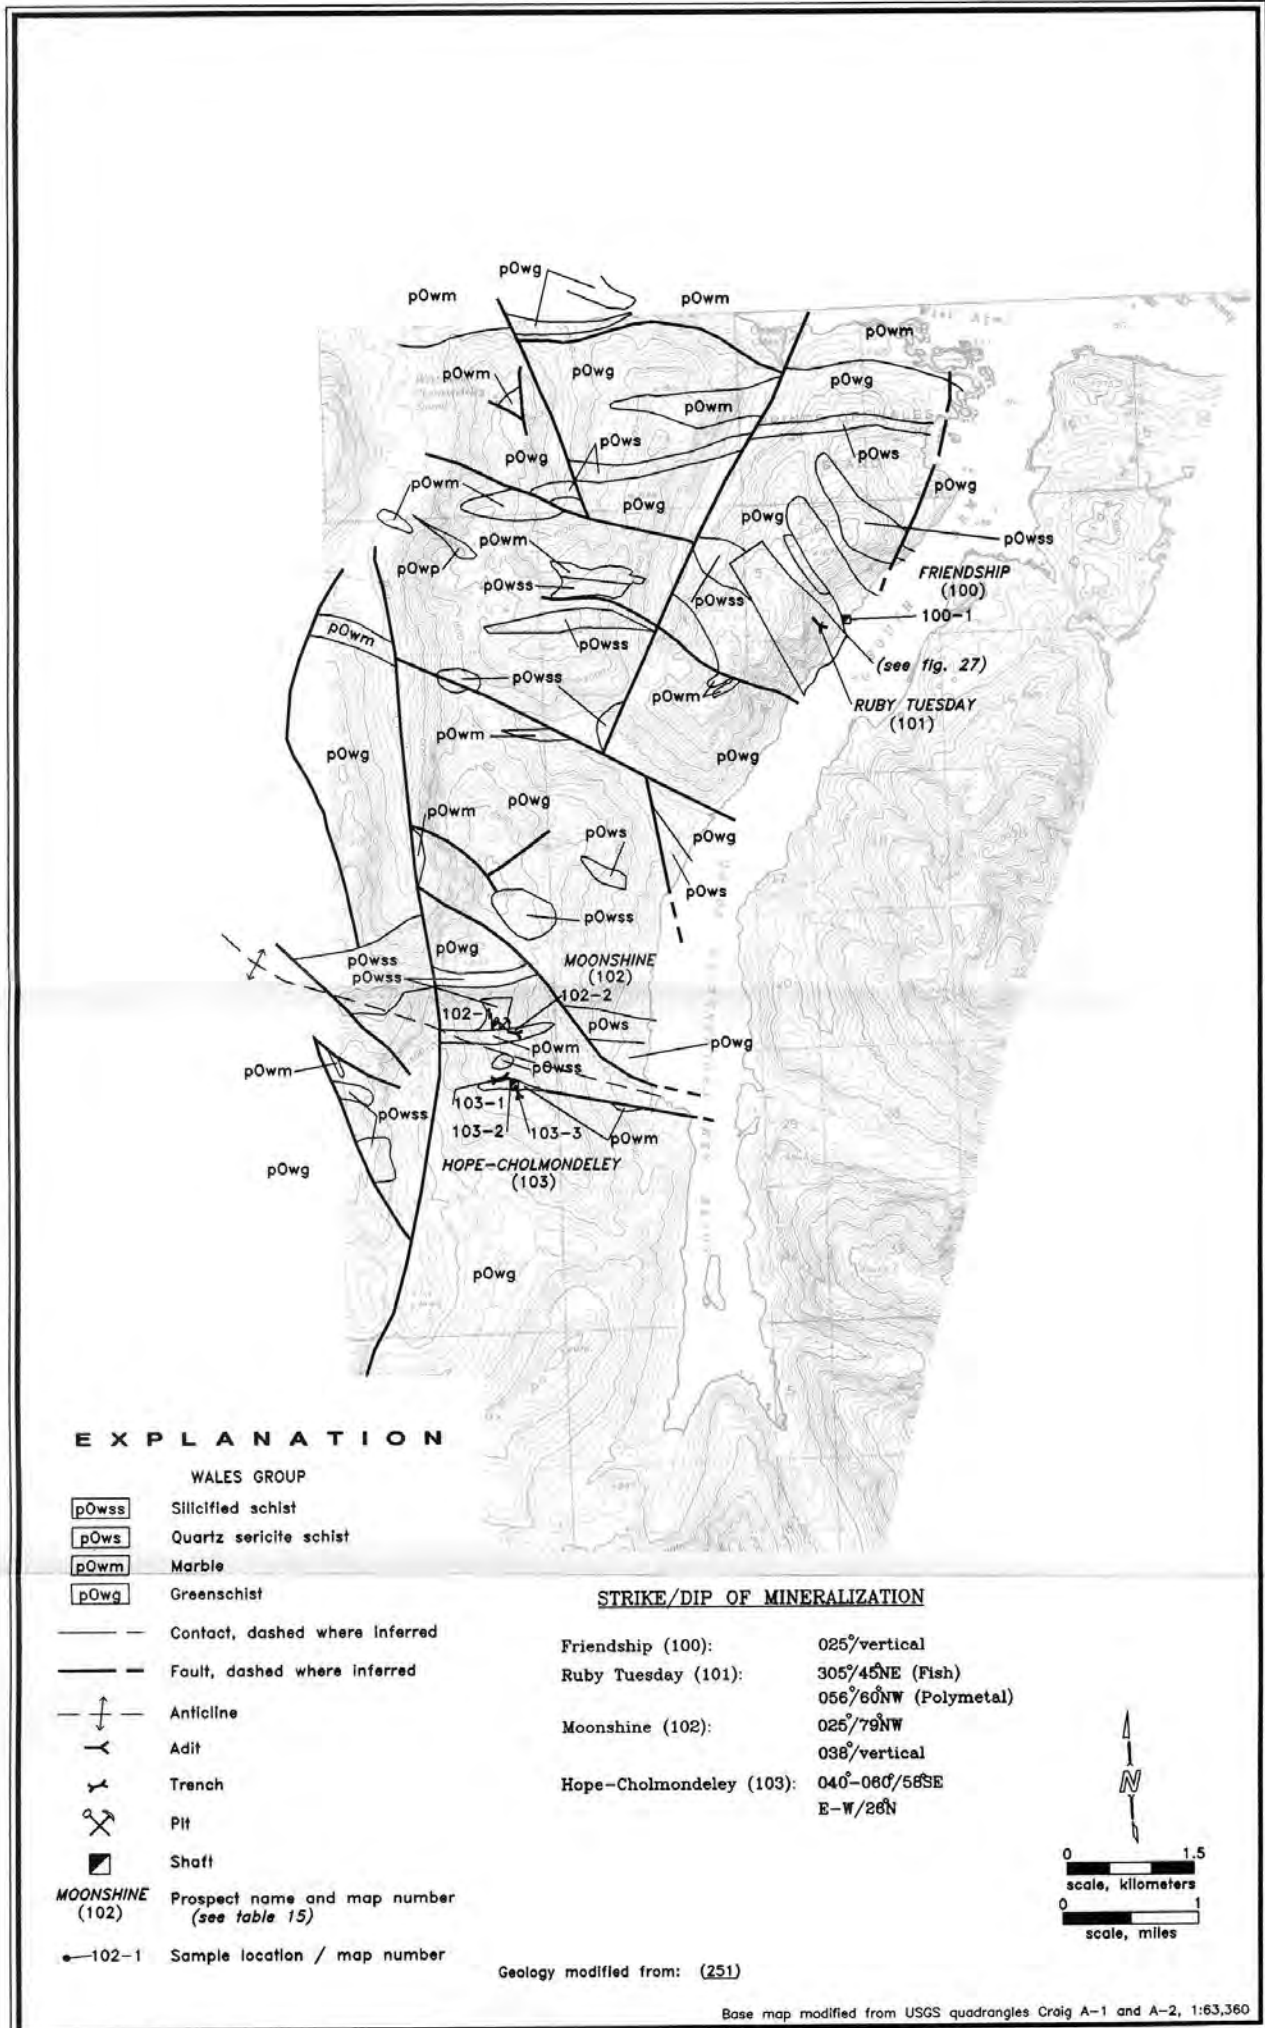 pOwg
pOwm
pOwm
pOwm
pOwm
pOwg
pOwg
pOwm
pOws
pOws
pOwg
pOwm
pOwg
pOwg
pOwg
pOwss
pOwm
pOwp
pOwss
FRIENDSHIP
(100)
pOwss
100-1
pOwm
pOwss
(see fig. 27)
pOwss
pOwm
RUBY TUESDAY
(101)
pOwm
pOwg
pOwg
pOwg
pOwm
pOws
pOwg
pOws
pOwss
pOwg
MOONSHINE
(102)
pOwss
pOwss
102-2
102-1
pOws
pOwm
pOwg
pOwss
pOwm
103-1
pOwss
103-2
103-3
pOwm
HOPE-CHOLMONDELEY
(103)
pOwg
pOwg
EXPLANATION
WALES GROUP
pOwss Silicified schist
pOws Quartz sericite schist
pOwm Marble
pOwg Greenschist
Contact, dashed where inferred
Fault, dashed where inferred
Anticline
Adit
Trench
Pit
Shaft
MOONSHINE Prospect name and map number
(102) (see table 15)
102-1 Sample location / map number
STRIKE/DIP OF MINERALIZATION
Friendship (100): 025°/vertical
Ruby Tuesday (101): 305°/45°NE (Fish)
056°/60°NW (Polymetal)
Moonshine (102): 025°/79°NW
038°/vertical
Hope-Cholmondeley (103): 040°-060°/58°SE
E-W/26°N
N
0 1.5
scale, kilometers
0 1
scale, miles
Geology modified from: (251)
Base map modified from USGS quadrangles Craig A-1 and A-2, 1:63,360